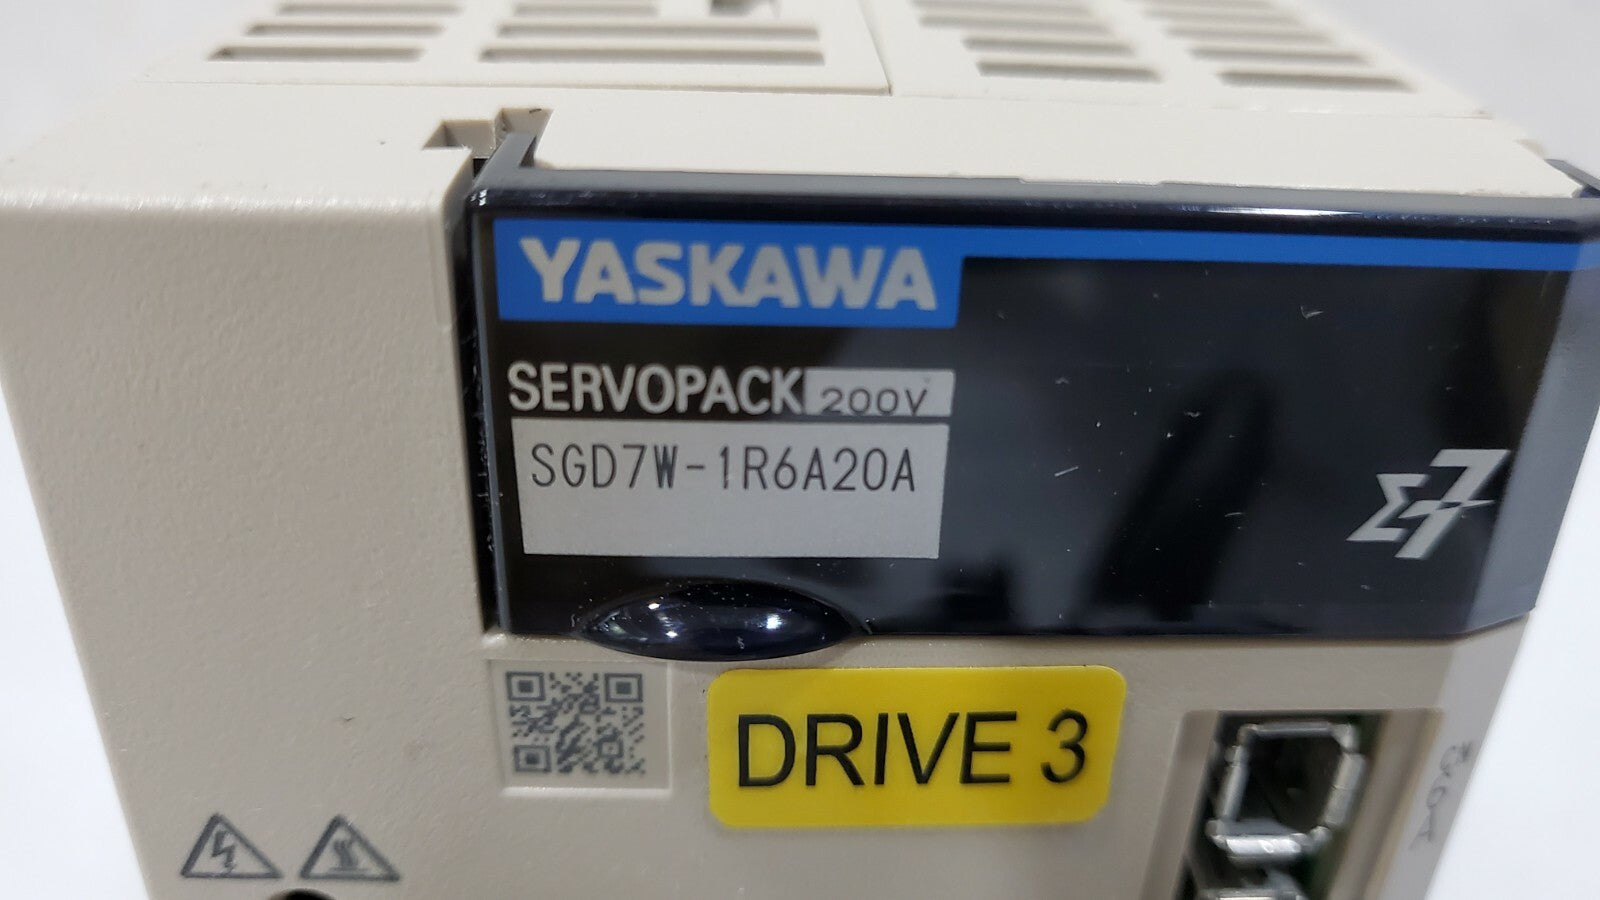 YASKAWA
SERVOPACK 200V
SGD7W-1R6A20A
Σ7
DRIVE 3